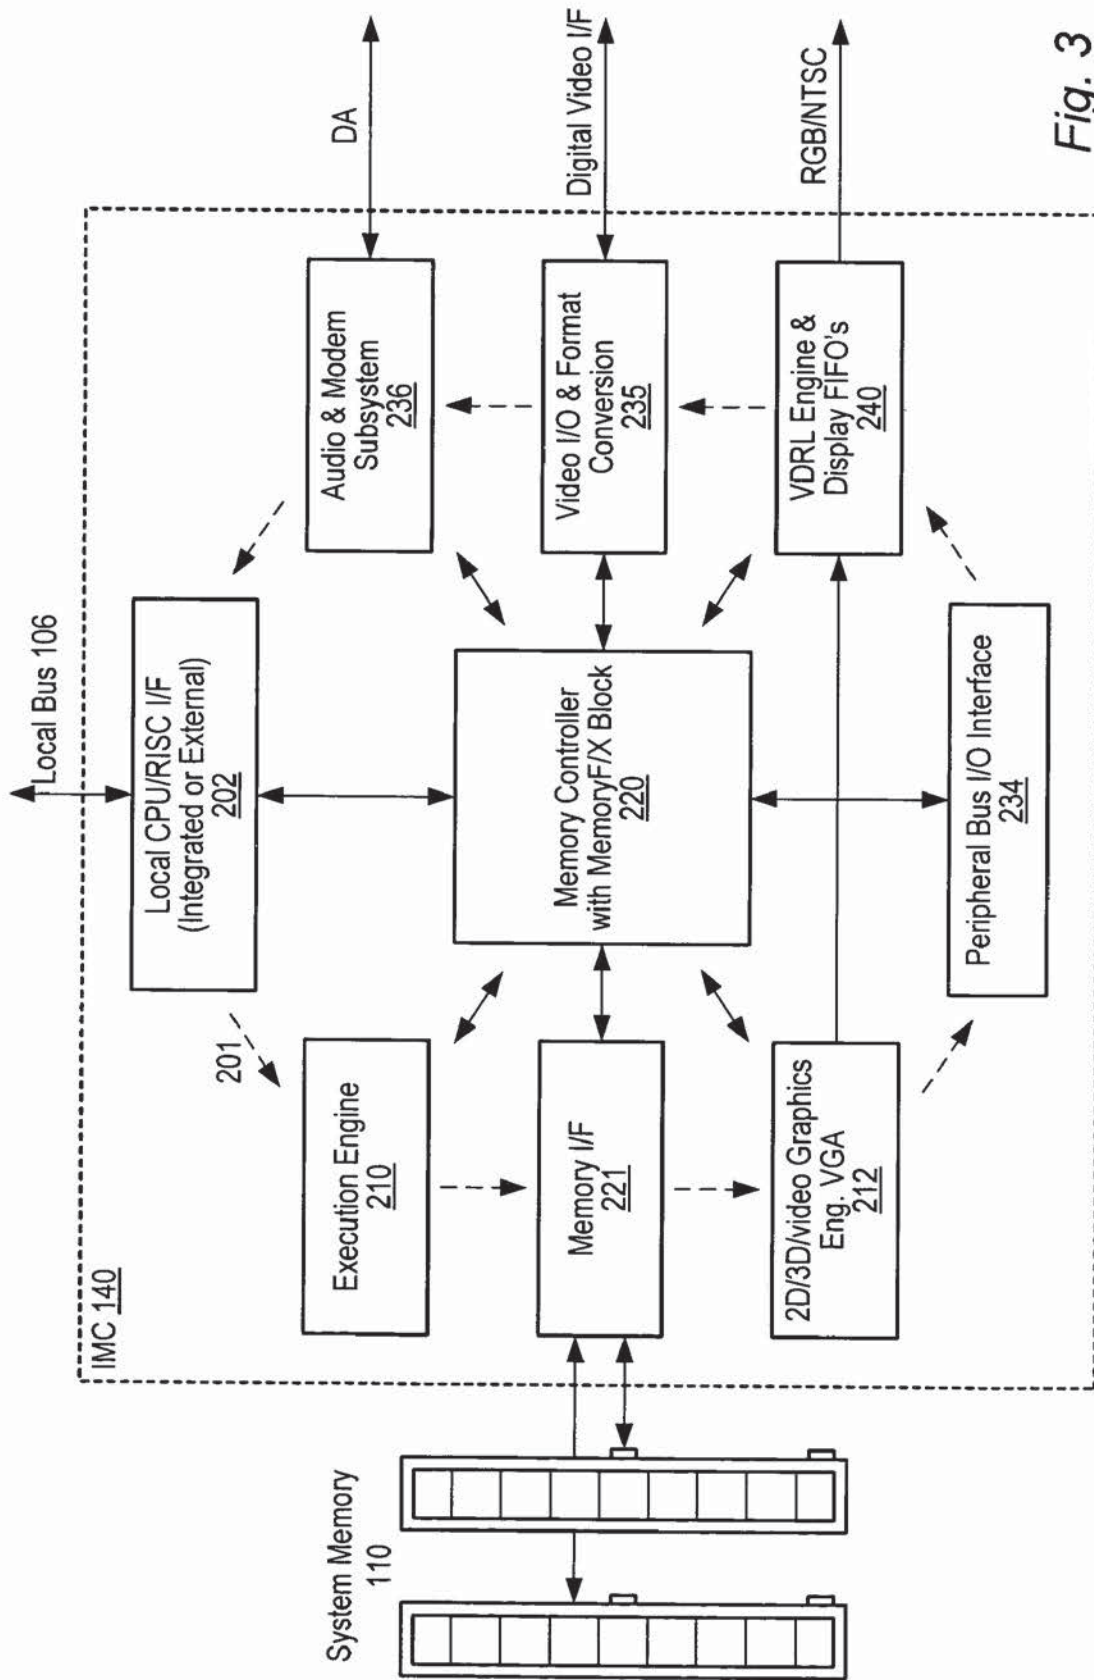 Local Bus 106
IMC 140
Local CPU/RISC I/F
(Integrated or External)
202
201
Execution Engine
210
Audio & Modem
Subsystem
236
DA
System Memory
110
Memory I/F
221
Memory Controller
with MemoryF/X Block
220
Video I/O & Format
Conversion
235
Digital Video I/F
2D/3D/video Graphics
Eng. VGA
212
VDRL Engine &
Display FIFO's
240
RGB/NTSC
Peripheral Bus I/O Interface
234
Fig. 3